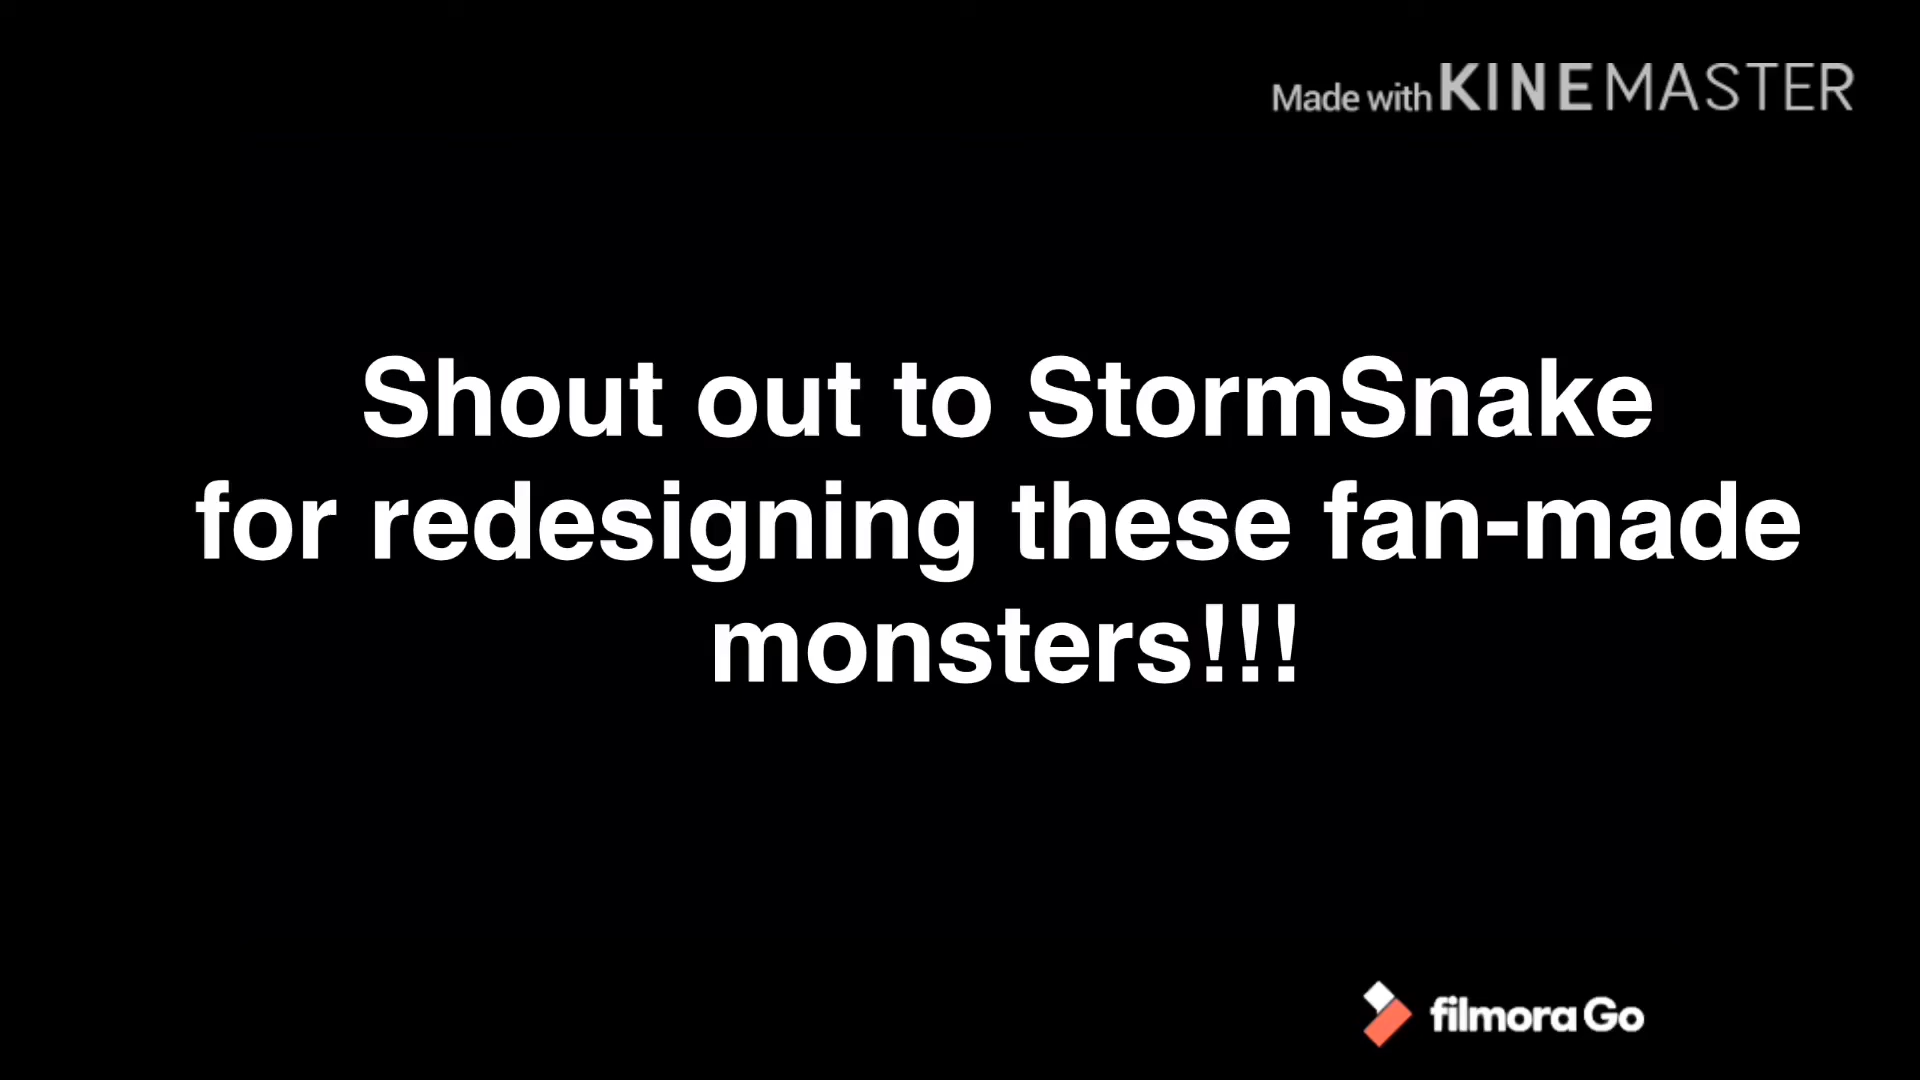 Made with KINEMASTER
Shout out to StormSnake
for redesigning these fan-made
monsters!!!
filmora Go